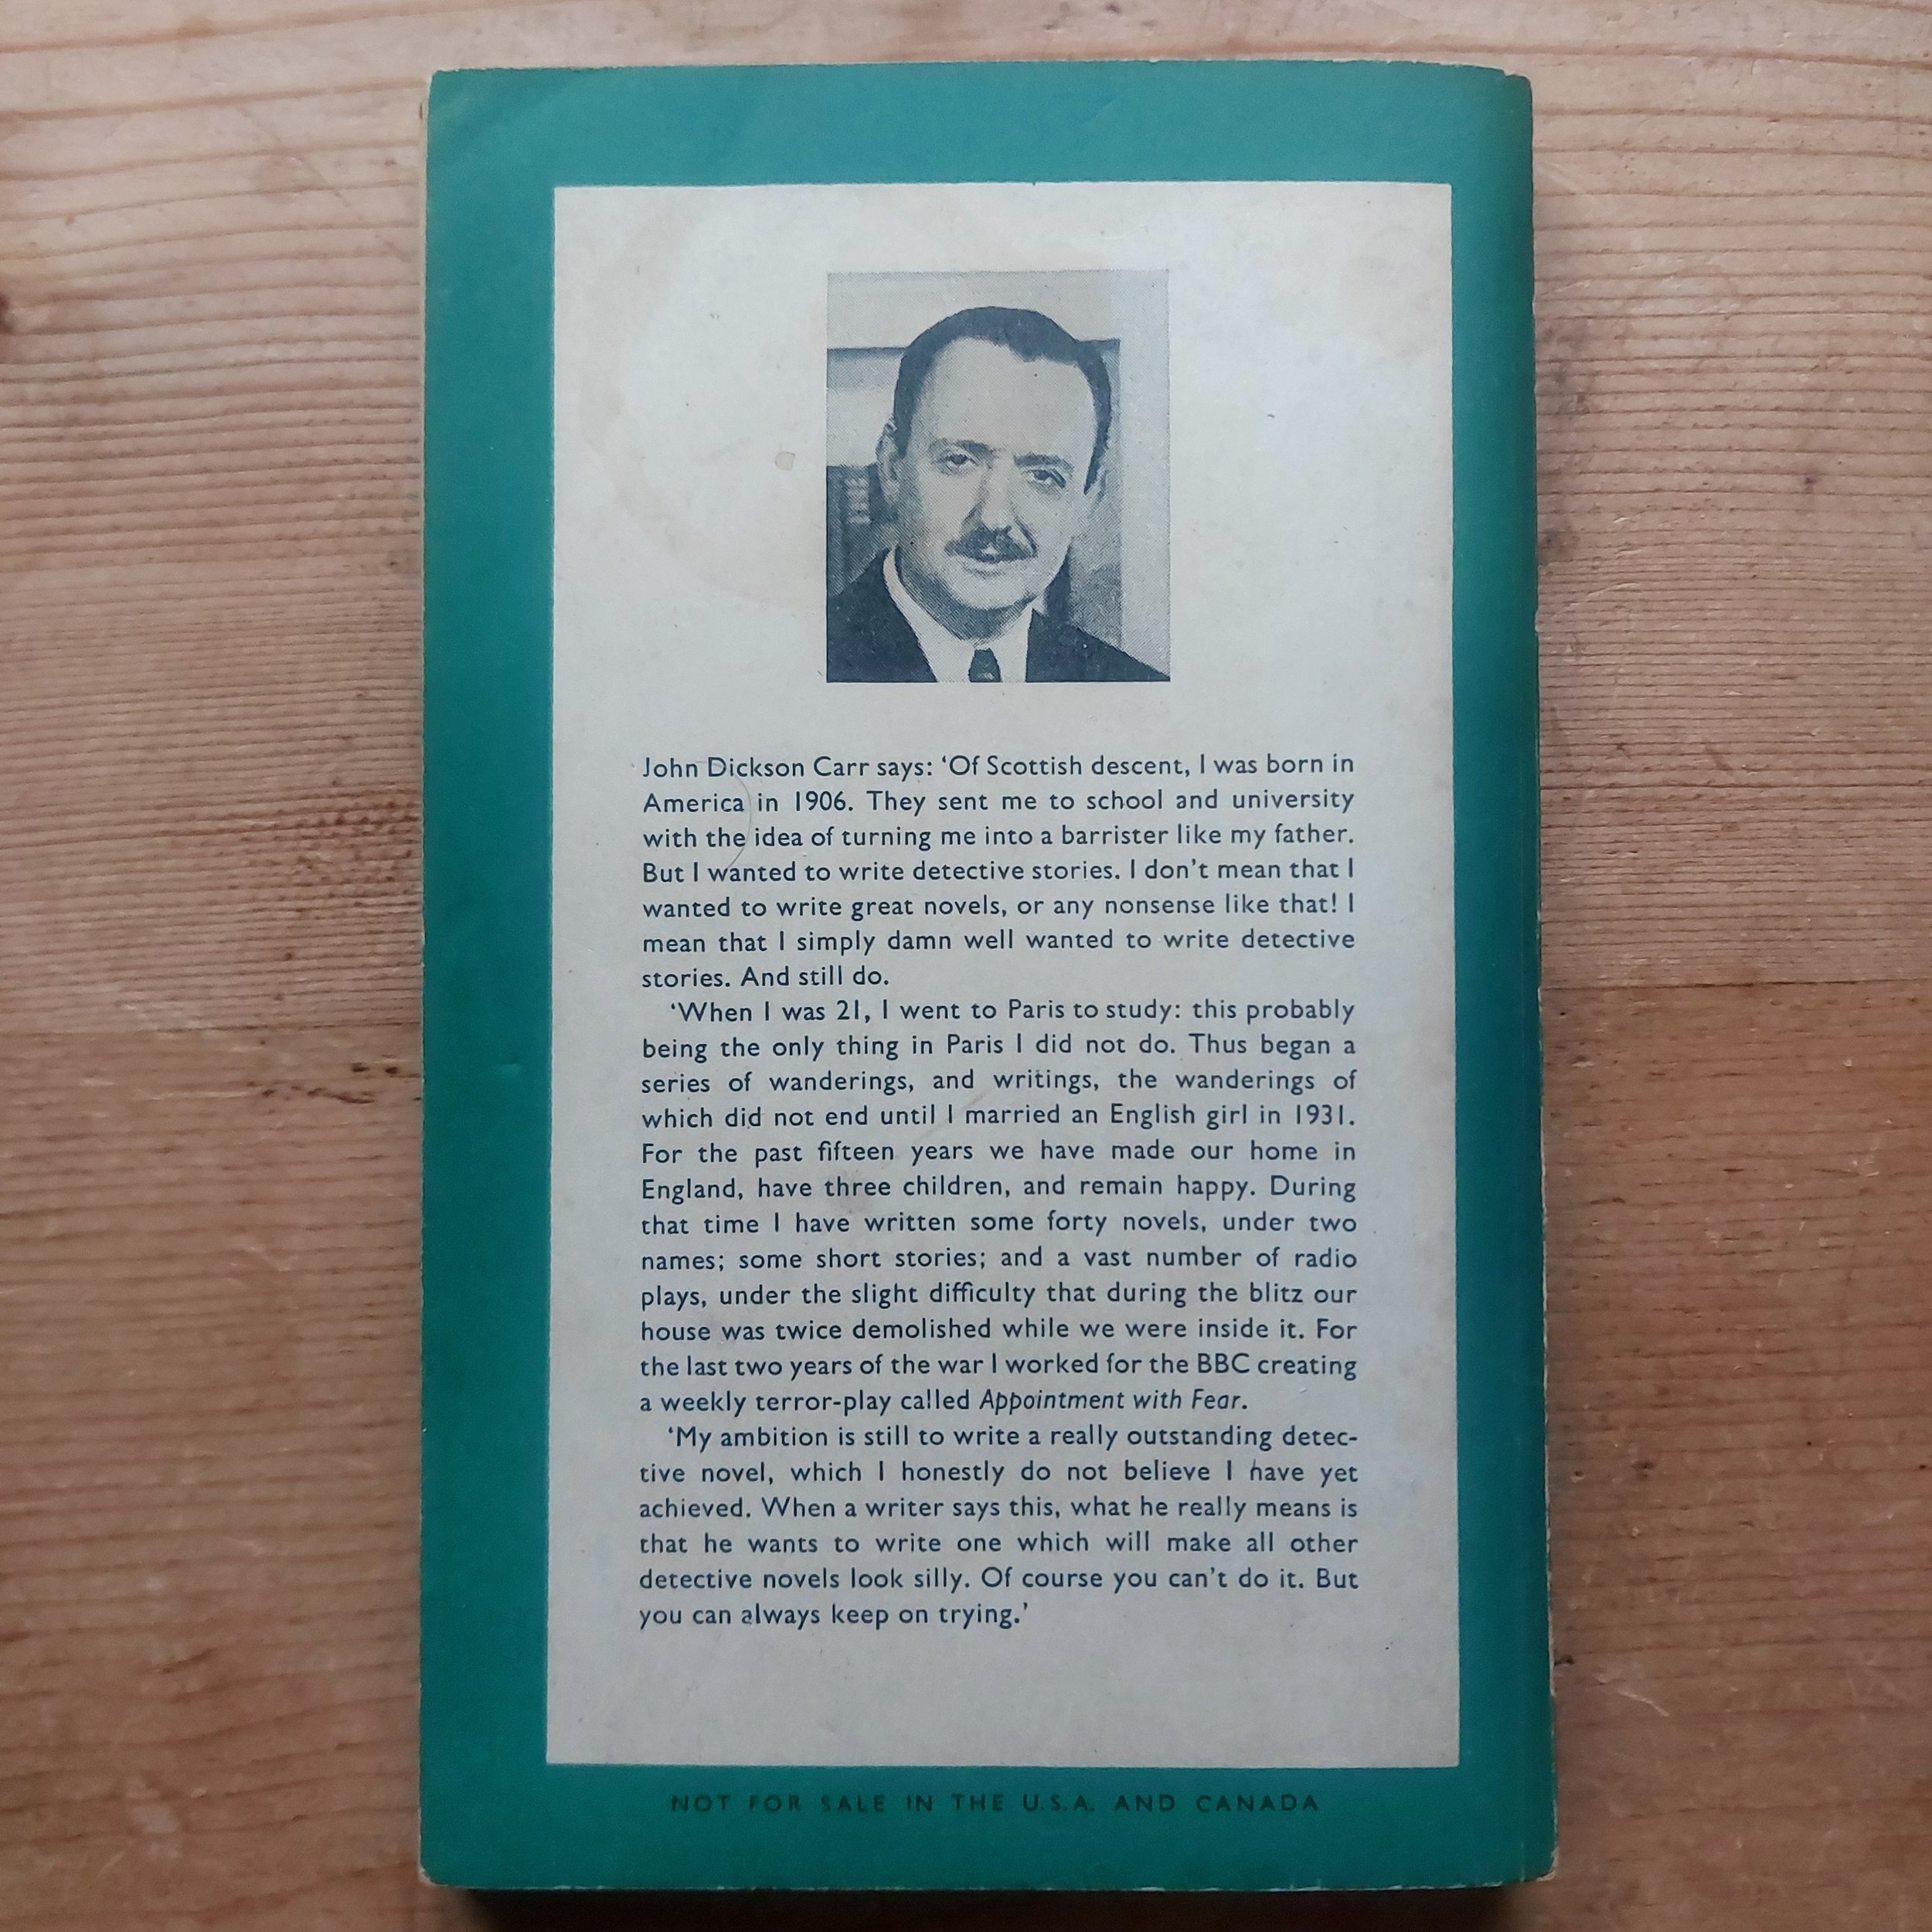 John Dickson Carr says: ‘Of Scottish descent, I was born in
America in 1906. They sent me to school and university
with the idea of turning me into a barrister like my father.
But I wanted to write detective stories. I don’t mean that I
wanted to write great novels, or any nonsense like that! I
mean that I simply damn well wanted to write detective
stories. And still do.
‘When I was 21, I went to Paris to study: this probably
being the only thing in Paris I did not do. Thus began a
series of wanderings, and writings, the wanderings of
which did not end until I married an English girl in 1931.
For the past fifteen years we have made our home in
England, have three children, and remain happy. During
that time I have written some forty novels, under two
names; some short stories; and a vast number of radio
plays, under the slight difficulty that during the blitz our
house was twice demolished while we were inside it. For
the last two years of the war I worked for the BBC creating
a weekly terror-play called Appointment with Fear.
‘My ambition is still to write a really outstanding detec-
tive novel, which I honestly do not believe I have yet
achieved. When a writer says this, what he really means is
that he wants to write one which will make all other
detective novels look silly. Of course you can’t do it. But
you can always keep on trying.’
NOT FOR SALE IN THE U.S.A. AND CANADA